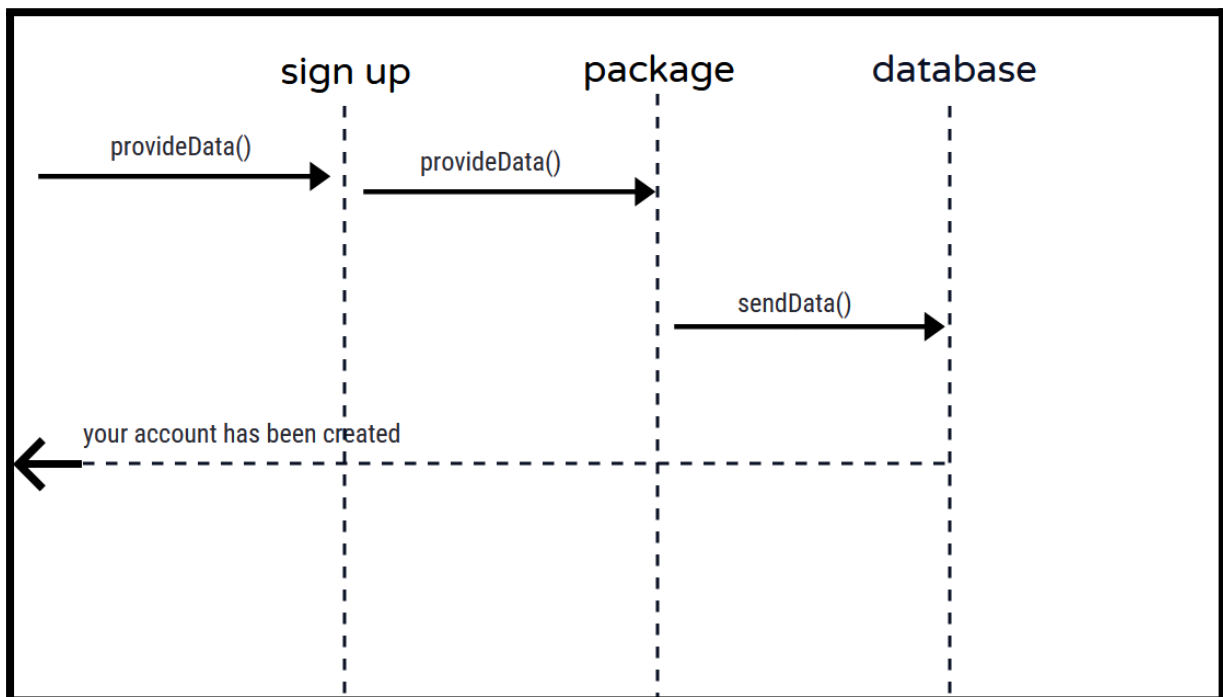 sign up
package
database
provideData()
provideData()
sendData()
your account has been created